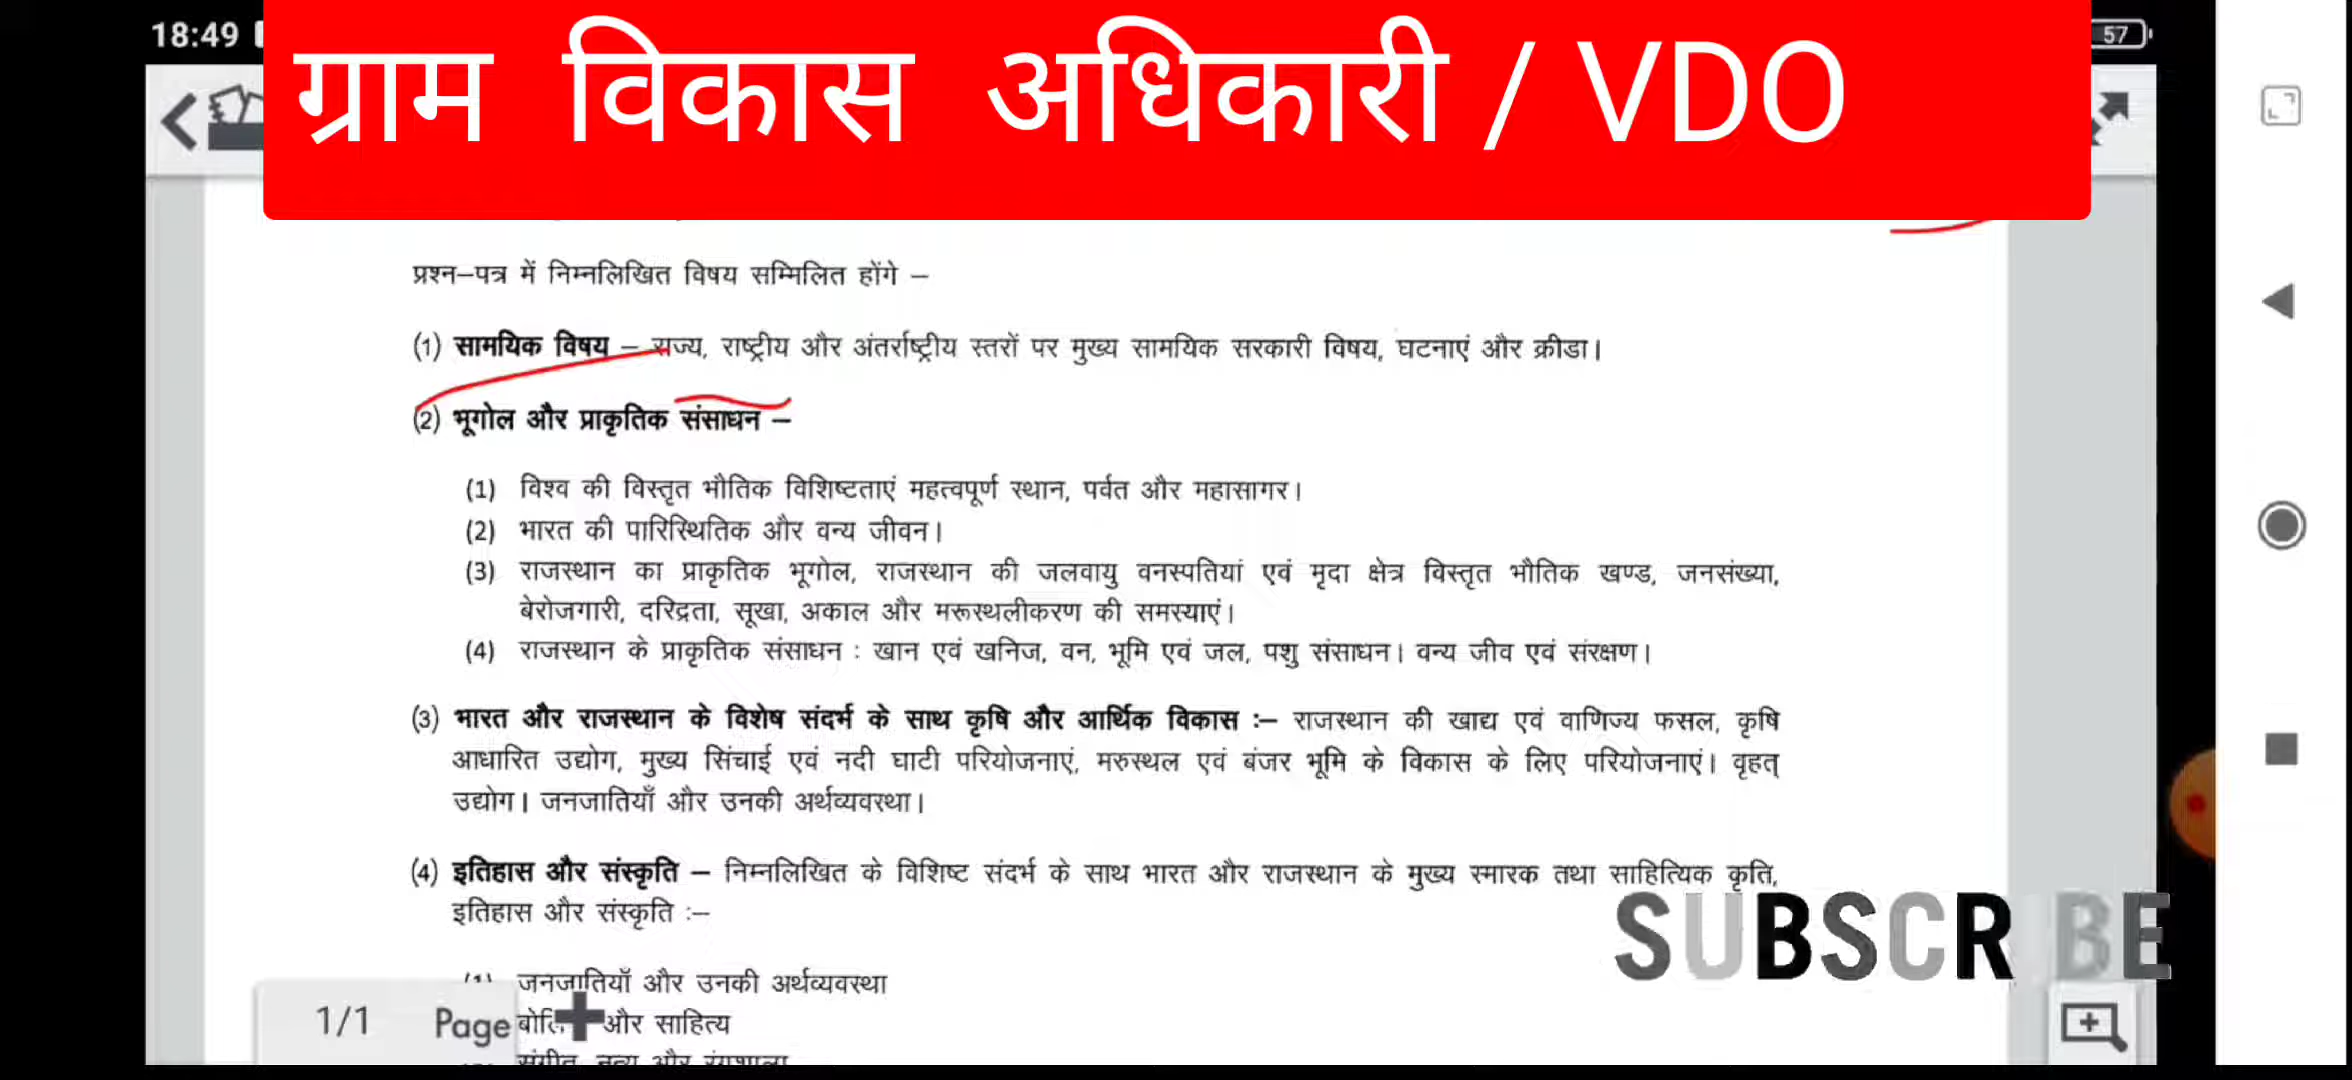 18:49
57
ग्राम विकास अधिकारी / VDO
प्रश्न–पत्र में निम्नलिखित विषय सम्मिलित होंगे –
(1) सामयिक विषय – राज्य, राष्ट्रीय और अंतर्राष्ट्रीय स्तरों पर मुख्य सामयिक सरकारी विषय, घटनाएं और क्रीडा।
(2) भूगोल और प्राकृतिक संसाधन –
(1) विश्व की विस्तृत भौतिक विशिष्टताएं महत्वपूर्ण स्थान, पर्वत और महासागर।
(2) भारत की पारिस्थितिक और वन्य जीवन।
(3) राजस्थान का प्राकृतिक भूगोल, राजस्थान की जलवायु वनस्पतियां एवं मृदा क्षेत्र विस्तृत भौतिक खण्ड, जनसंख्या,
बेरोजगारी, दरिद्रता, सूखा, अकाल और मरूस्थलीकरण की समस्याएं।
(4) राजस्थान के प्राकृतिक संसाधन : खान एवं खनिज, वन, भूमि एवं जल, पशु संसाधन। वन्य जीव एवं संरक्षण।
(3) भारत और राजस्थान के विशेष संदर्भ के साथ कृषि और आर्थिक विकास :– राजस्थान की खाद्य एवं वाणिज्य फसल, कृषि
आधारित उद्योग, मुख्य सिंचाई एवं नदी घाटी परियोजनाएं, मरुस्थल एवं बंजर भूमि के विकास के लिए परियोजनाएं। वृहत्
उद्योग। जनजातियाँ और उनकी अर्थव्यवस्था।
(4) इतिहास और संस्कृति – निम्नलिखित के विशिष्ट संदर्भ के साथ भारत और राजस्थान के मुख्य स्मारक तथा साहित्यिक कृति,
इतिहास और संस्कृति :–
SUBSCRIBE
जनजातियाँ और उनकी अर्थव्यवस्था
और साहित्य
1/1 Page
संगीत, नृत्य और रंगशाला